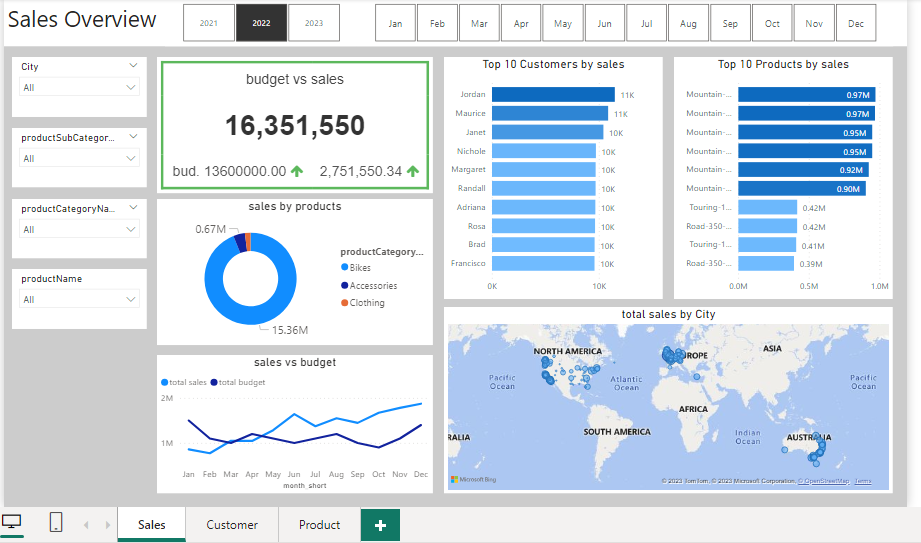 Sales Overview
2021
2022
2023
Jan
Feb
Mar
Apr
May
Jun
Jul
Aug
Sep
Oct
Nov
Dec
City
All
productSubCategor...
All
productCategoryNa...
All
productName
All
budget vs sales
16,351,550
bud. 13600000.00
2,751,550.34
sales by products
0.67M
15.36M
productCategory...
Bikes
Accessories
Clothing
sales vs budget
total sales
total budget
2M
1M
Jan Feb Mar Apr May Jun Jul Aug Sep Oct Nov Dec
month_short
Top 10 Customers by sales
Jordan 11K
Maurice 11K
Janet 10K
Nichole 10K
Margaret 10K
Randall 10K
Adriana 10K
Rosa 10K
Brad 10K
Francisco 10K
0K 10K
Top 10 Products by sales
Mountain-... 0.97M
Mountain-... 0.97M
Mountain-... 0.95M
Mountain-... 0.95M
Mountain-... 0.92M
Mountain-... 0.90M
Touring-1... 0.42M
Road-350-... 0.42M
Touring-1... 0.41M
Road-350-... 0.39M
0.0M 0.5M 1.0M
total sales by City
NORTH AMERICA
ROPE
ASIA
Pacific
Ocean
Atlantic
Ocean
Pacific
Ocean
AFRICA
SOUTH AMERICA
Indian
Ocean
RALIA
AUSTRALIA
Microsoft Bing
© 2023 TomTom, © 2023 Microsoft Corporation, © OpenStreetMap Terms
Sales
Customer
Product
+